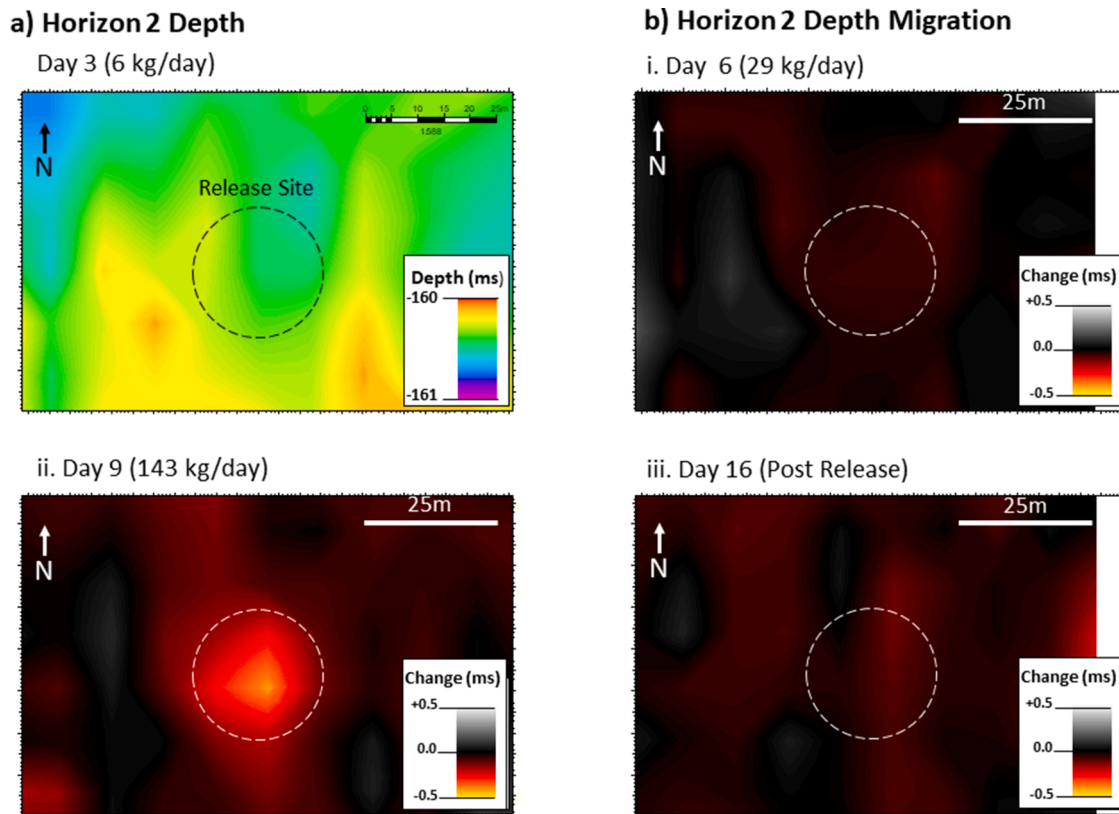 a) Horizon 2 Depth
Day 3 (6 kg/day)
0 5 10 15 20 25m
1:588
N
Release Site
Depth (ms)
-160
-161
b) Horizon 2 Depth Migration
i. Day 6 (29 kg/day)
25m
N
Change (ms)
+0.5
0.0
-0.5
ii. Day 9 (143 kg/day)
25m
N
Change (ms)
+0.5
0.0
-0.5
iii. Day 16 (Post Release)
25m
N
Change (ms)
+0.5
0.0
-0.5